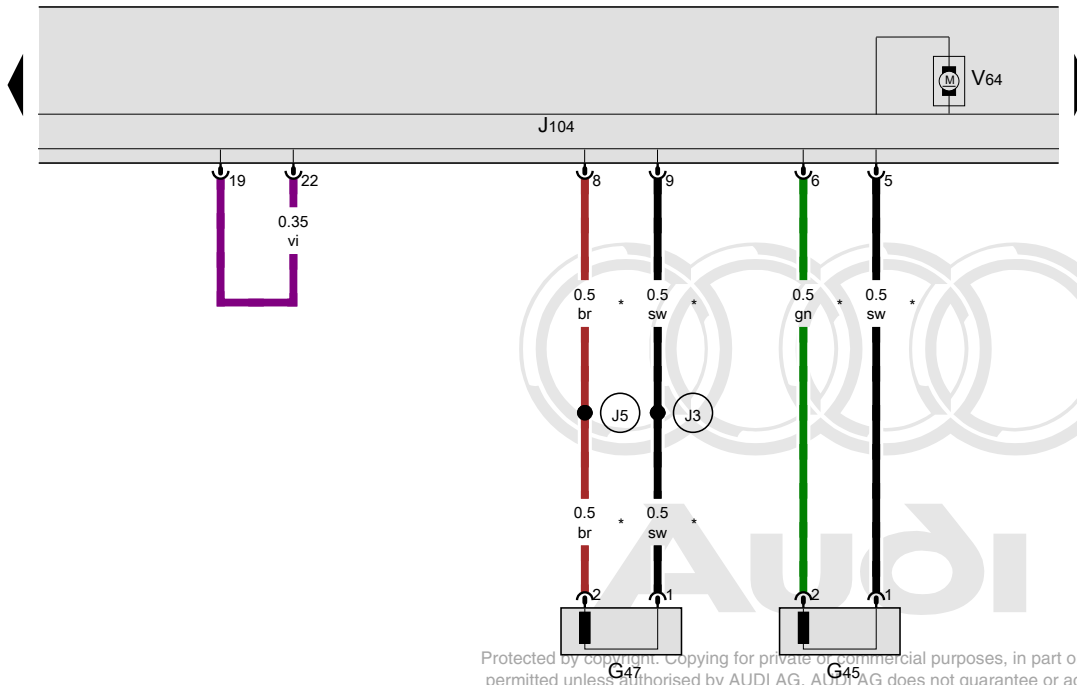 M
V64
J104
19 22 8 9 6 5
0.35
vi
0.5 * 0.5 * 0.5 * 0.5 *
br sw gn sw
J5 J3
0.5 * 0.5 *
br sw
2 1 2 1
Audi
Protected by copyright. Copying for private or commercial purposes, in part o
G47 G45
permitted unless authorised by AUDI AG. AUDI AG does not guarantee or ac